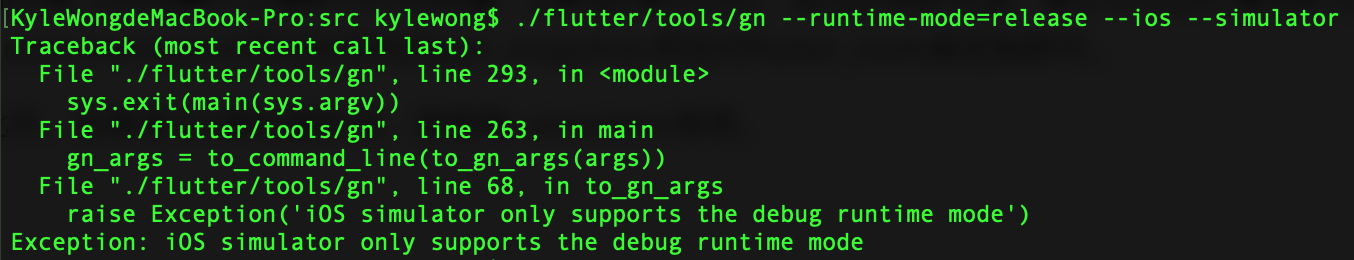 [KyleWongdeMacBook-Pro:src kylewong$ ./flutter/tools/gn --runtime-mode=release --ios --simulator
Traceback (most recent call last):
  File "./flutter/tools/gn", line 293, in <module>
    sys.exit(main(sys.argv))
  File "./flutter/tools/gn", line 263, in main
    gn_args = to_command_line(to_gn_args(args))
  File "./flutter/tools/gn", line 68, in to_gn_args
    raise Exception('iOS simulator only supports the debug runtime mode')
Exception: iOS simulator only supports the debug runtime mode